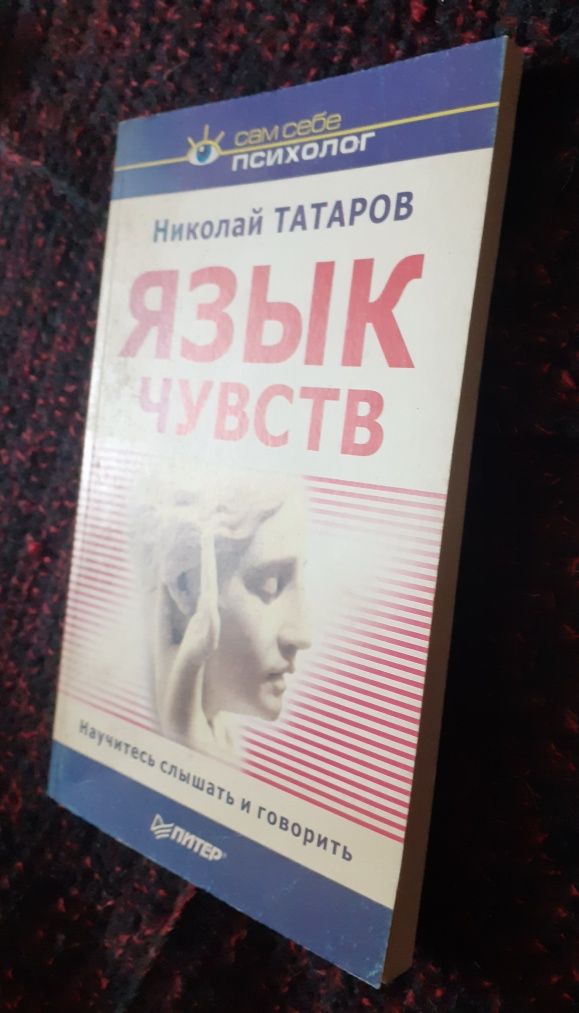 сам себе
ПСИХОЛОГ
Николай ТАТАРОВ
ЯЗЫК
ЧУВСТВ
Научитесь слышать и говорить
ПИТЕР®